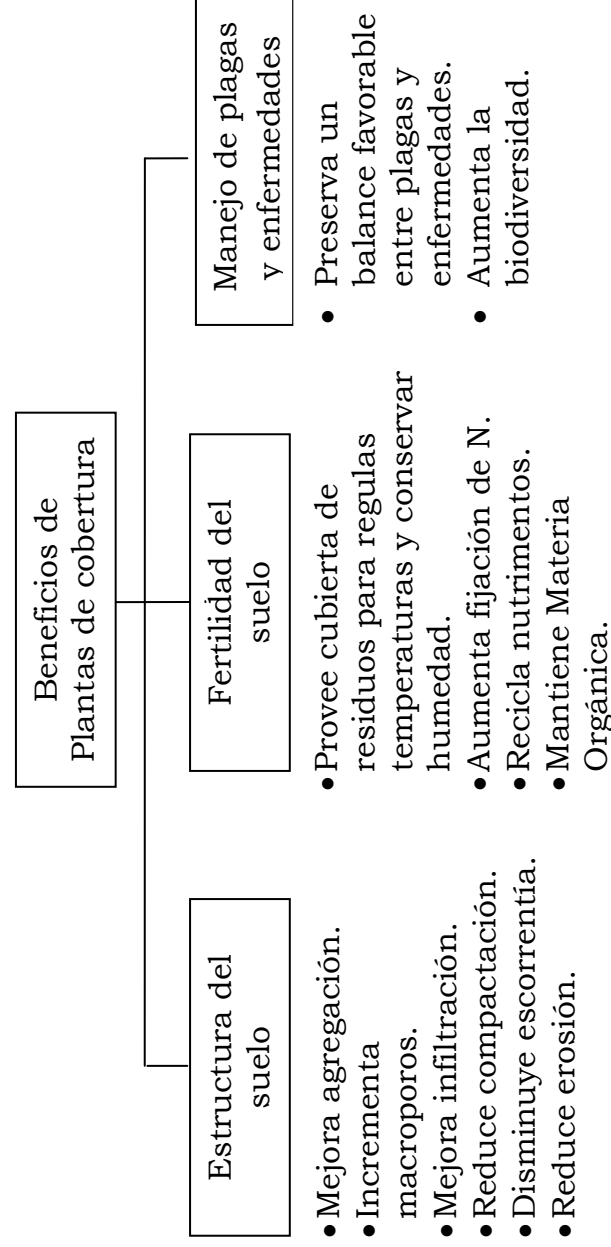 Beneficios de
Plantas de cobertura
Estructura del
suelo
•Mejora agregación.
•Incrementa
macroporos.
•Mejora infiltración.
•Reduce compactación.
•Disminuye escorrentía.
•Reduce erosión.
Fertilidad del
suelo
•Provee cubierta de
residuos para regulas
temperaturas y conservar
humedad.
•Aumenta fijación de N.
•Recicla nutrimentos.
•Mantiene Materia
Orgánica.
Manejo de plagas
y enfermedades
• Preserva un
balance favorable
entre plagas y
enfermedades.
• Aumenta la
biodiversidad.